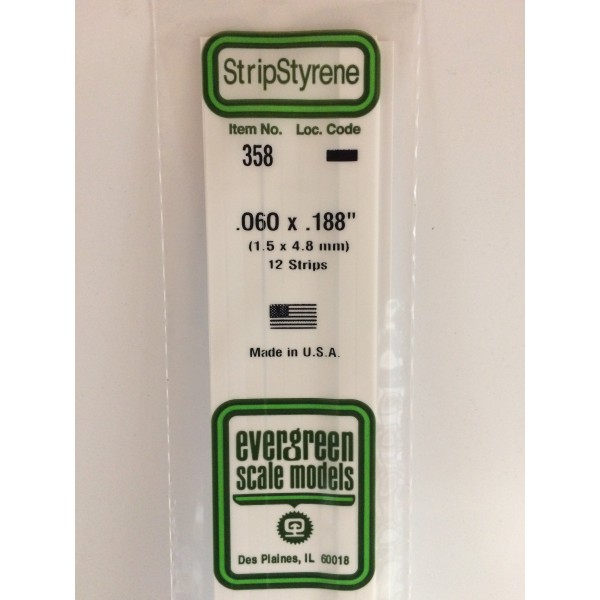 StripStyrene
Item No. Loc. Code
358
.060 x .188"
(1.5 x 4.8 mm)
12 Strips
Made in U.S.A.
evergreen
scale models
Des Plaines, IL 60018